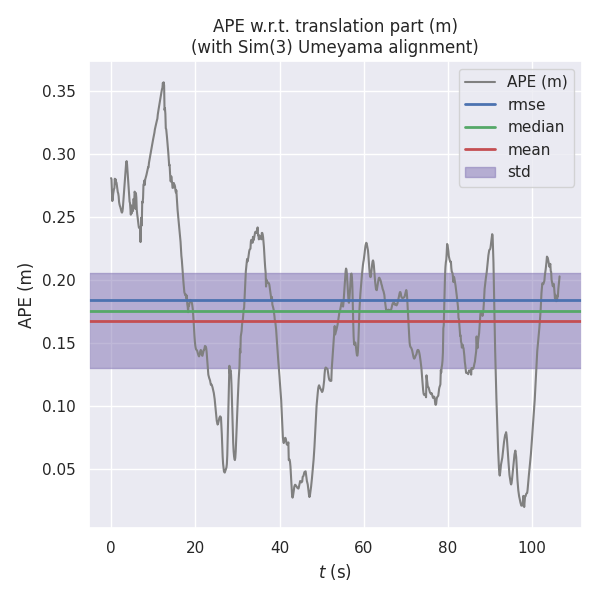 APE w.r.t. translation part (m)
(with Sim(3) Umeyama alignment)
APE (m)
rmse
median
mean
std
0.35
0.30
0.25
0.20
0.15
0.10
0.05
APE (m)
0 20 40 60 80 100
t (s)